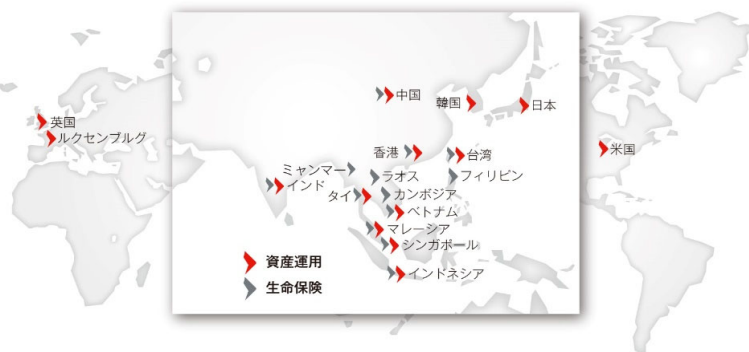 中国
韓国
日本
英国
ルクセンブルグ
香港
台湾
米国
ミャンマー
ラオス
フィリピン
インド
タイ
カンボジア
ベトナム
マレーシア
シンガポール
資産運用
インドネシア
生命保険